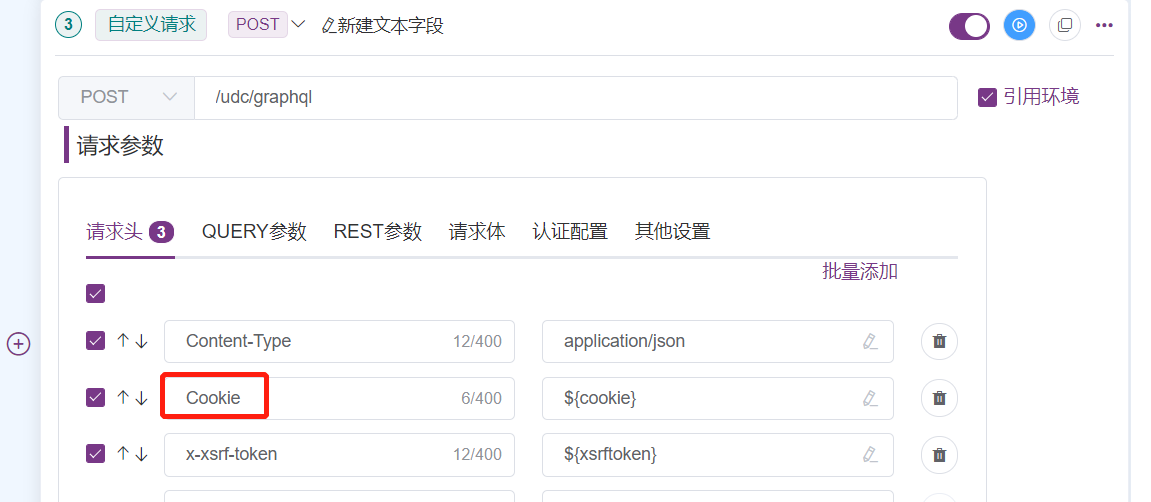 3 自定义请求 POST 新建文本字段
POST /udc/graphql 引用环境
请求参数
请求头 3 QUERY参数 REST参数 请求体 认证配置 其他设置
批量添加
Content-Type 12/400 application/json
Cookie 6/400 ${cookie}
x-xsrf-token 12/400 ${xsrftoken}